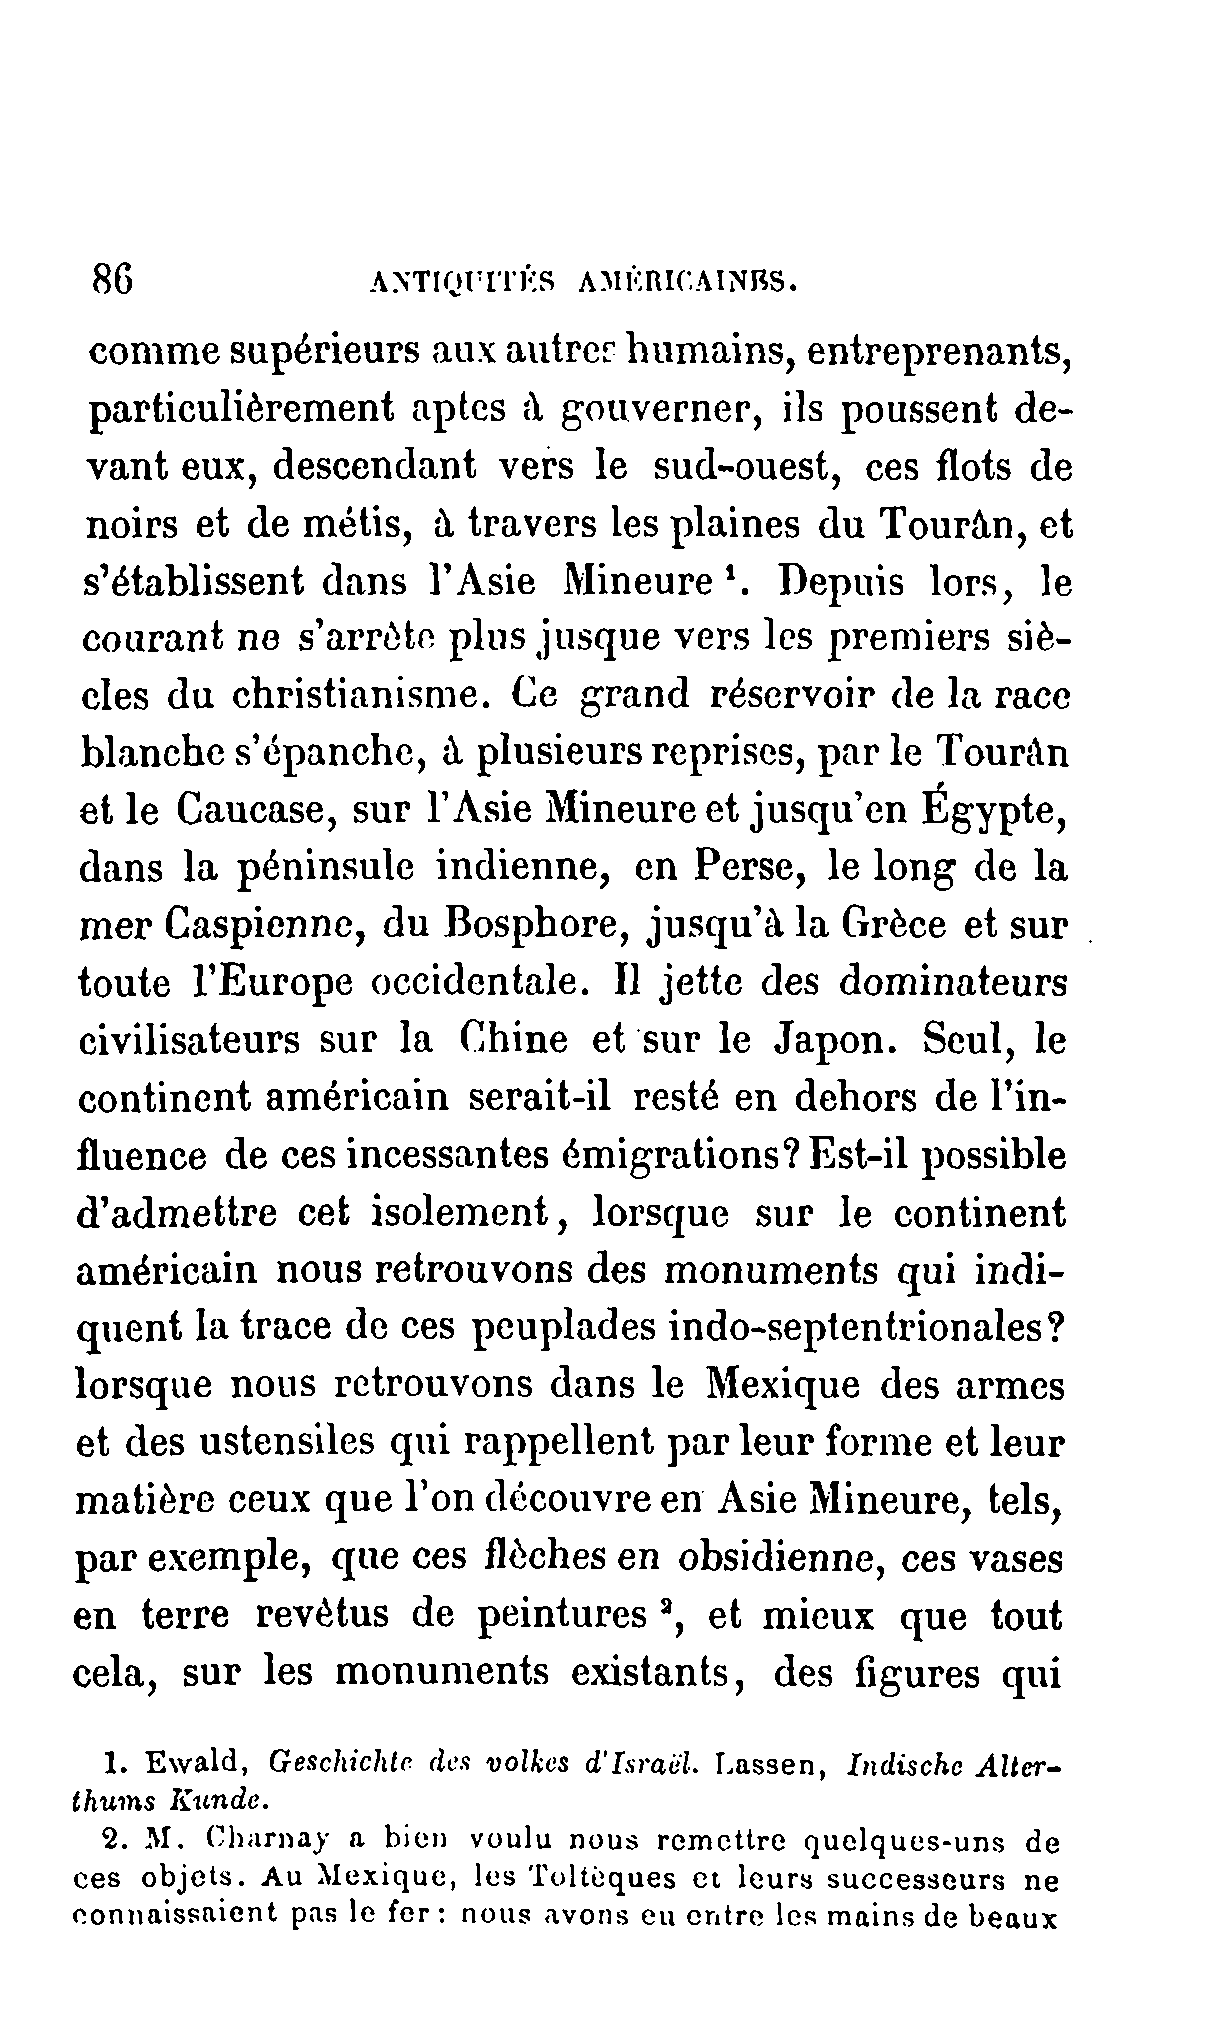 86 ANTIQUITÉS AMÉRICAINES.
comme supérieurs aux autres humains, entreprenants,
particulièrement aptes à gouverner, ils poussent de-
vant eux, descendant vers le sud-ouest, ces flots de
noirs et de métis, à travers les plaines du Tourân, et
s'établissent dans l'Asie Mineure ¹. Depuis lors, le
courant ne s'arrête plus jusque vers les premiers siè-
cles du christianisme. Ce grand réservoir de la race
blanche s'épanche, à plusieurs reprises, par le Tourân
et le Caucase, sur l'Asie Mineure et jusqu'en Égypte,
dans la péninsule indienne, en Perse, le long de la
mer Caspienne, du Bosphore, jusqu'à la Grèce et sur
toute l'Europe occidentale. Il jette des dominateurs
civilisateurs sur la Chine et sur le Japon. Seul, le
continent américain serait-il resté en dehors de l'in-
fluence de ces incessantes émigrations? Est-il possible
d'admettre cet isolement, lorsque sur le continent
américain nous retrouvons des monuments qui indi-
quent la trace de ces peuplades indo-septentrionales?
lorsque nous retrouvons dans le Mexique des armes
et des ustensiles qui rappellent par leur forme et leur
matière ceux que l'on découvre en Asie Mineure, tels,
par exemple, que ces flèches en obsidienne, ces vases
en terre revêtus de peintures ², et mieux que tout
cela, sur les monuments existants, des figures qui
1. Ewald, Geschichte des volkes d'Israël. Lassen, Indische Alter-
thums Kunde.
2. M. Charnay a bien voulu nous remettre quelques-uns de
ces objets. Au Mexique, les Toltèques et leurs successeurs ne
connaissaient pas le fer: nous avons eu entre les mains de beaux